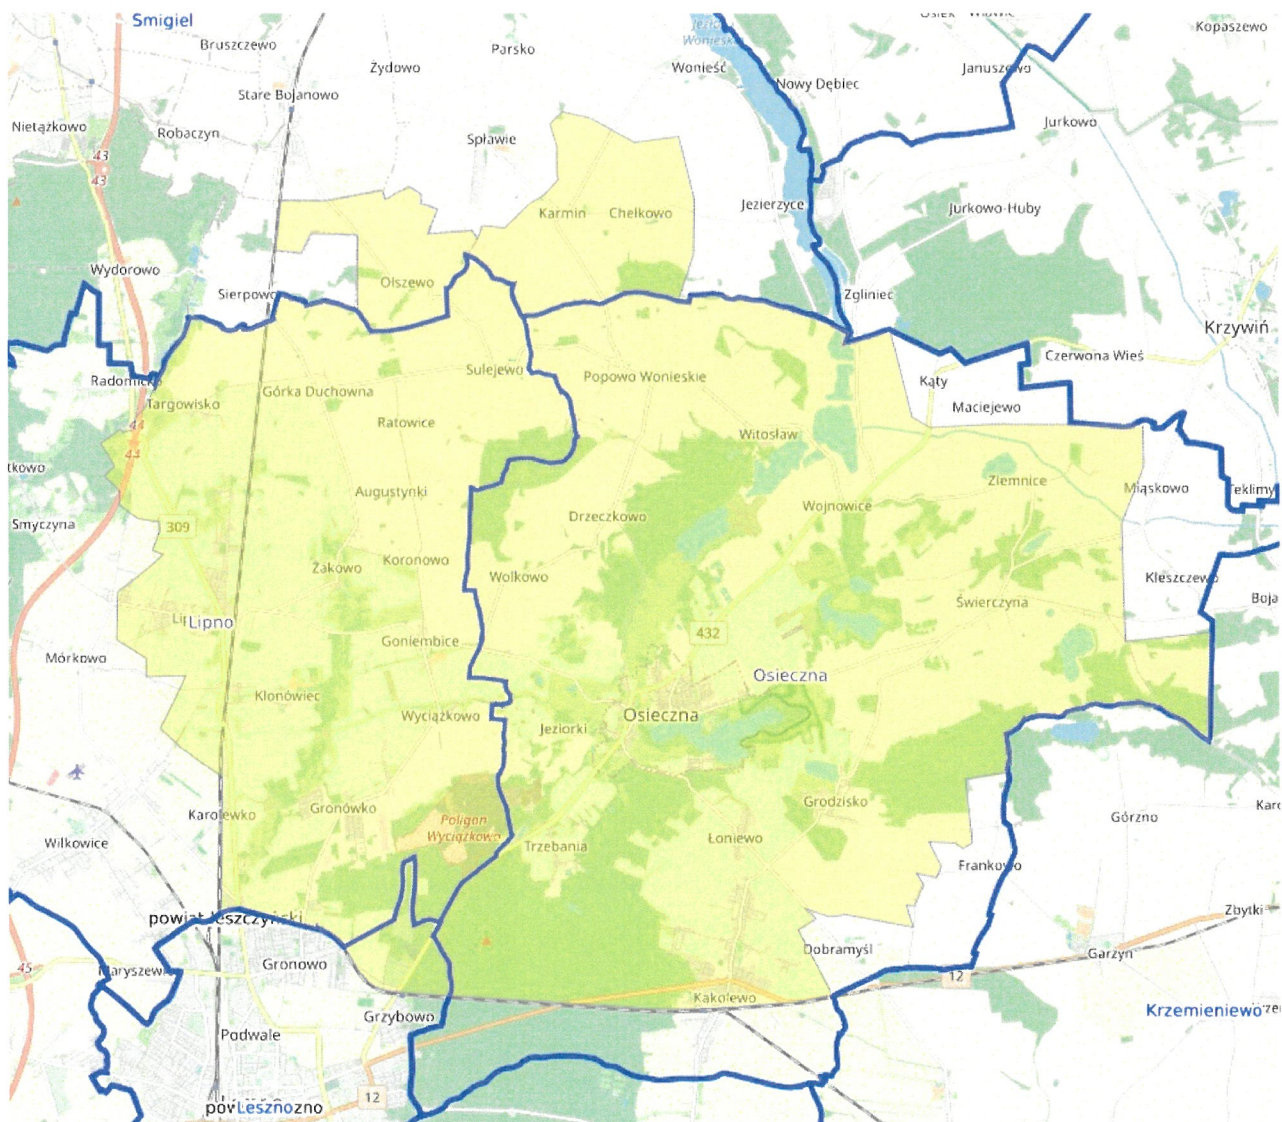 Śmigiel
Bruszczewo
Parsko
Żydowo
Wonieść
Kopaszewo
Januszewo
Nowy Dębiec
Stare Bojanowo
Nietążkowo
Robaczyn
Spławie
Jurkowo
43
43
Jezierzyce
Karmin
Chełkowo
Jurkowo-Huby
Wydorowo
Olszewo
Sierpowo
Zgliniec
Krzywiń
Czerwona Wieś
Sulejewo
Popowo Wonieskie
Kąty
Górka Duchowna
Targowisko
Maciejewo
Ratowice
44
44
Witosław
tkowo
Ziemnice
Miąskowo
Teklimy
Augustynki
Wojnowice
Smyczyna
309
Drzeczkowo
Żakowo
Koronowo
Wolkowo
Kleszczewo
Boja
Świerczyna
Lipno
432
Goniembice
Mórkowo
Osieczna
Klonówiec
Wyciążkowo
Osieczna
Jeziorki
Gronówko
Grodzisko
Karolewko
Karc
Górzno
Poligon
Wyciążkowo
Wilkowice
Trzebania
Łoniewo
Frankowo
Zbytki
powiat leszczyński
Dobramyśl
Garzyn
45
Maryszewice
Gronowo
12
Kąkolewo
Grzybowo
Krzemieniewo
Podwale
12
Leszno